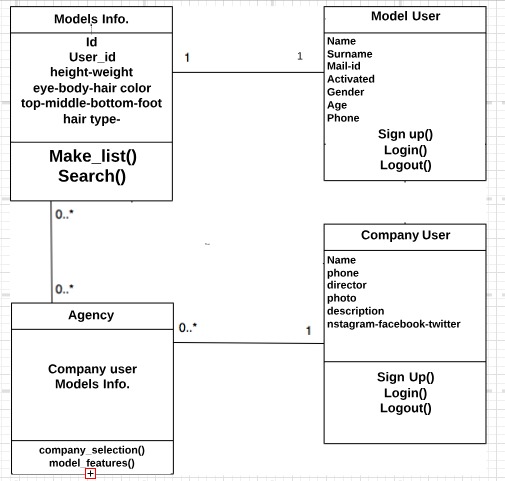 Models Info.
Id
User_id
height-weight
eye-body-hair color
top-middle-bottom-foot
hair type-
Make_list()
Search()
1
1
Model User
Name
Surname
Mail-id
Activated
Gender
Age
Phone
Sign up()
Login()
Logout()
0..*
0..*
Company User
Name
phone
director
photo
description
nstagram-facebook-twitter
Sign Up()
Login()
Logout()
Agency
Company user
Models Info.
company_selection()
model_features()
0..*
1